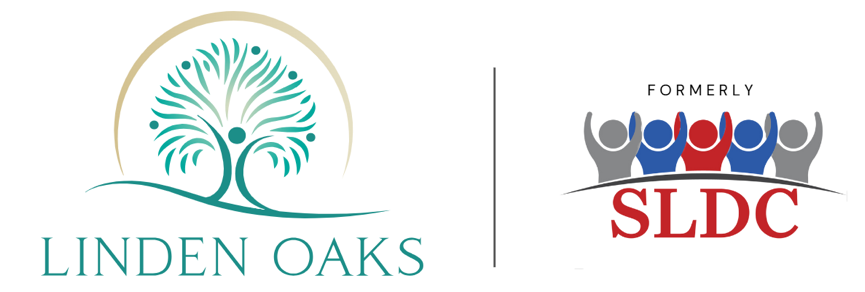 LINDEN OAKS
FORMERLY
SLDC